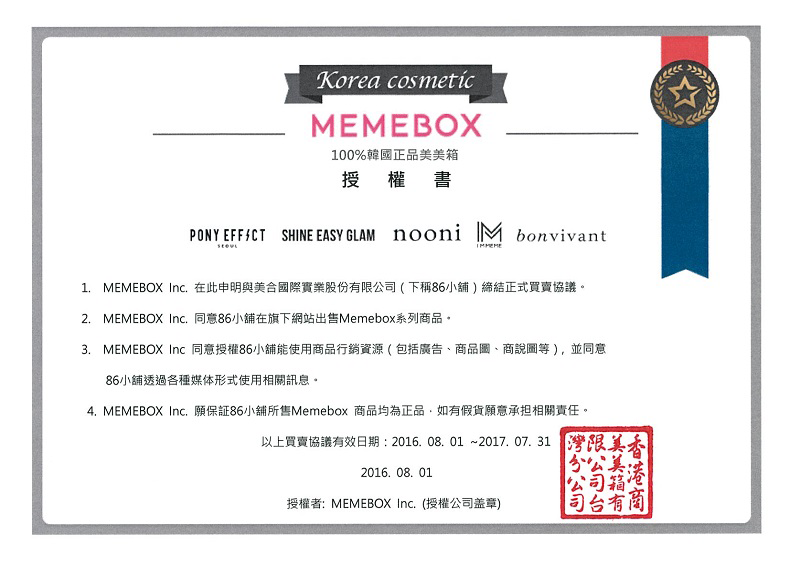 Korea cosmetic
MEMEBOX
100%韓國正品美美箱
授 權 書
PONY EFFECT SEOUL SHINE EASY GLAM nooni IM I'M MEME bonvivant
1. MEMEBOX Inc. 在此申明與美合國際實業股份有限公司（下稱86小舖）締結正式買賣協議。
2. MEMEBOX Inc. 同意86小舖在旗下網站出售Memebox系列商品。
3. MEMEBOX Inc 同意授權86小舖能使用商品行銷資源（包括廣告、商品圖、商說圖等）, 並同意
86小舖透過各種媒体形式使用相關訊息。
4. MEMEBOX Inc. 願保証86小舖所售Memebox 商品均為正品，如有假貨願意承担相關責任。
以上買賣協議有效日期：2016. 08. 01 ~2017. 07. 31
2016. 08. 01
授權者: MEMEBOX Inc. (授權公司盖章)
香港商
美美箱有
限公司台
灣分公司